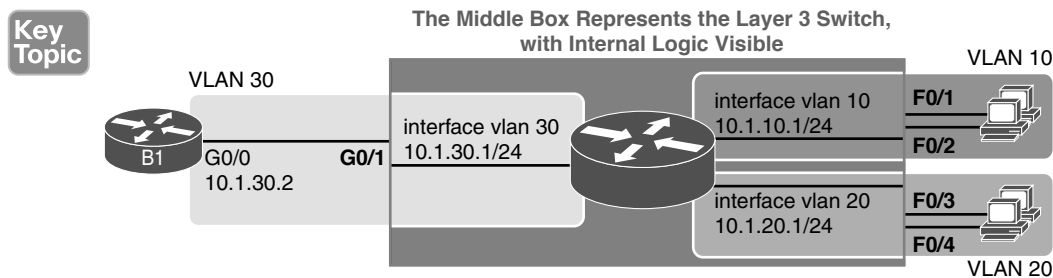 Key
Topic
The Middle Box Represents the Layer 3 Switch,
with Internal Logic Visible
VLAN 10
VLAN 30
interface vlan 10
10.1.10.1/24
F0/1
F0/2
interface vlan 30
10.1.30.1/24
B1
G0/0
10.1.30.2
G0/1
interface vlan 20
10.1.20.1/24
F0/3
F0/4
VLAN 20